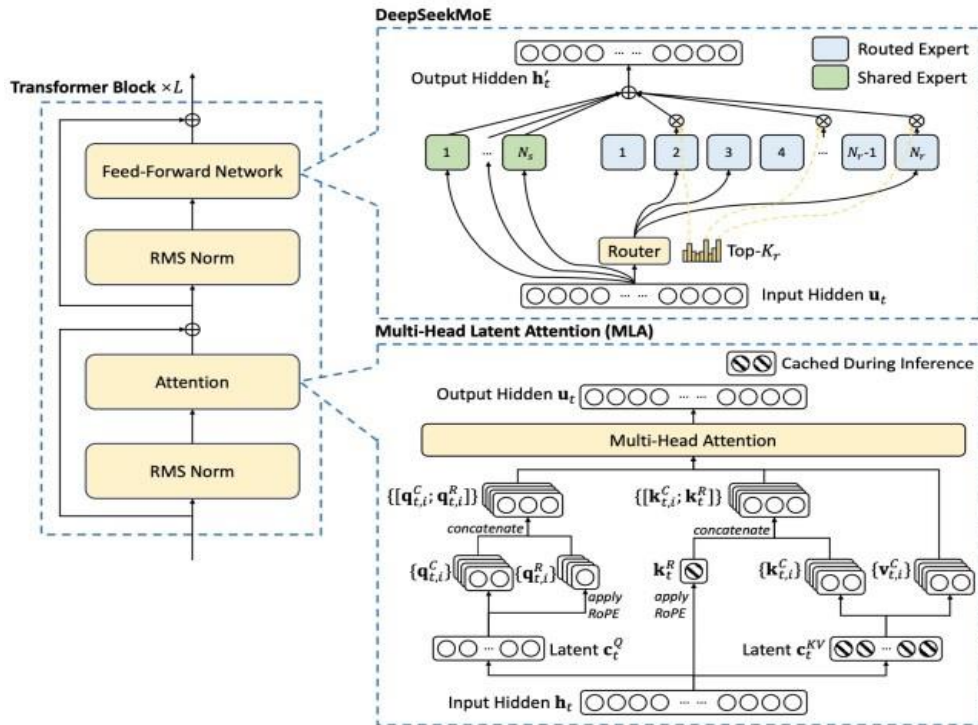 DeepSeekMoE
Output Hidden 𝐡′ₜ
Routed Expert
Shared Expert
Transformer Block ×L
1
...
Nₛ
1
2
3
4
...
Nᵣ-1
Nᵣ
Feed-Forward Network
RMS Norm
Router
Top-Kᵣ
... ...
Input Hidden 𝐮ₜ
Multi-Head Latent Attention (MLA)
Cached During Inference
Attention
RMS Norm
Output Hidden 𝐮ₜ
... ...
Multi-Head Attention
{[𝐪ᶜₜ,ᵢ; 𝐪ᴿₜ,ᵢ]}
concatenate
{[𝐤ᶜₜ,ᵢ; 𝐤ᴿₜ]}
concatenate
{𝐪ᶜₜ,ᵢ}
{𝐪ᴿₜ,ᵢ}
apply
RoPE
𝐤ᴿₜ
apply
RoPE
{𝐤ᶜₜ,ᵢ}
{𝐯ᶜₜ,ᵢ}
Latent 𝐜ₜ^Q
Latent 𝐜ₜ^KV
Input Hidden 𝐡ₜ
... ...